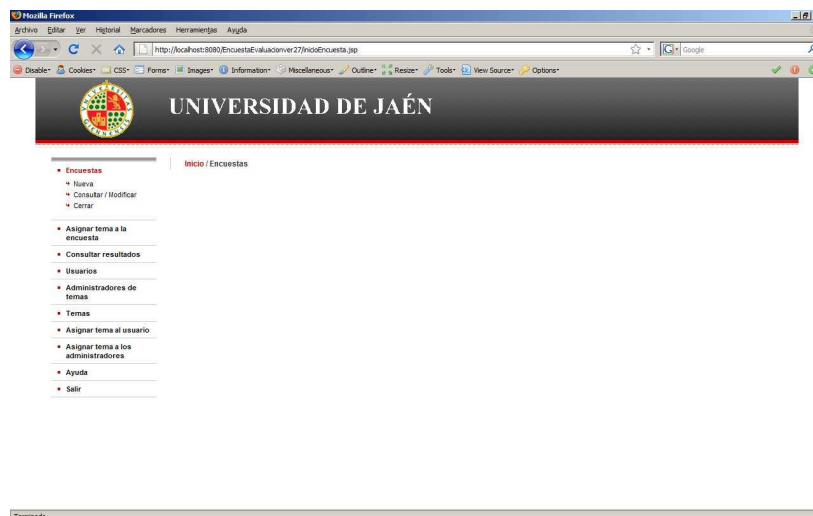 Mozilla Firefox
Archivo Editar Ver Historial Marcadores Herramientas Ayuda
http://localhost:8080/EncuestaEvaluadonver27/inidoEncuesta.jsp
Google
Disable Cookies CSS Forms Images Information Miscellaneous Outline Resize Tools View Source Options
UNIVERSIDAD DE JAÉN
Inicio / Encuestas
Encuestas
Nueva
Consultar / Modificar
Cerrar
Asignar tema a la
encuesta
Consultar resultados
Usuarios
Administradores de
temas
Temas
Asignar tema al usuario
Asignar tema a los
administradores
Ayuda
Salir